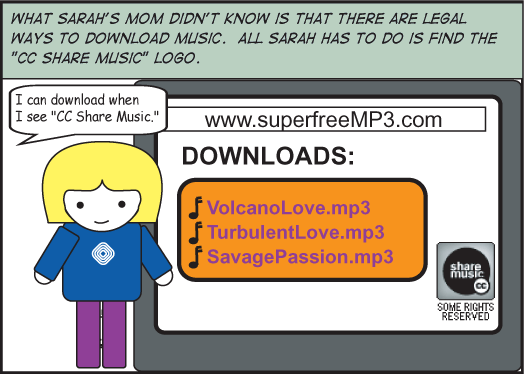 WHAT SARAH'S MOM DIDN'T KNOW IS THAT THERE ARE LEGAL
WAYS TO DOWNLOAD MUSIC. ALL SARAH HAS TO DO IS FIND THE
"CC SHARE MUSIC" LOGO.
I can download when
I see "CC Share Music."
www.superfreeMP3.com
DOWNLOADS:
VolcanoLove.mp3
TurbulentLove.mp3
SavagePassion.mp3
share
music
cc
SOME RIGHTS
RESERVED